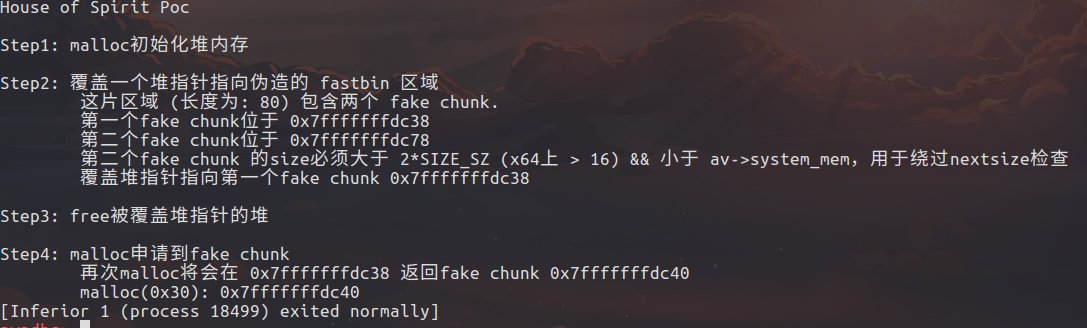 House of Spirit Poc
Step1: malloc初始化堆内存
Step2: 覆盖一个堆指针指向伪造的 fastbin 区域
这片区域 (长度为: 80) 包含两个 fake chunk.
第一个fake chunk位于 0x7fffffffdc38
第二个fake chunk位于 0x7fffffffdc78
第二个fake chunk 的size必须大于 2*SIZE_SZ (x64上 > 16) && 小于 av->system_mem，用于绕过nextsize检查
覆盖堆指针指向第一个fake chunk 0x7fffffffdc38
Step3: free被覆盖堆指针的堆
Step4: malloc申请到fake chunk
再次malloc将会在 0x7fffffffdc38 返回fake chunk 0x7fffffffdc40
malloc(0x30): 0x7fffffffdc40
[Inferior 1 (process 18499) exited normally]